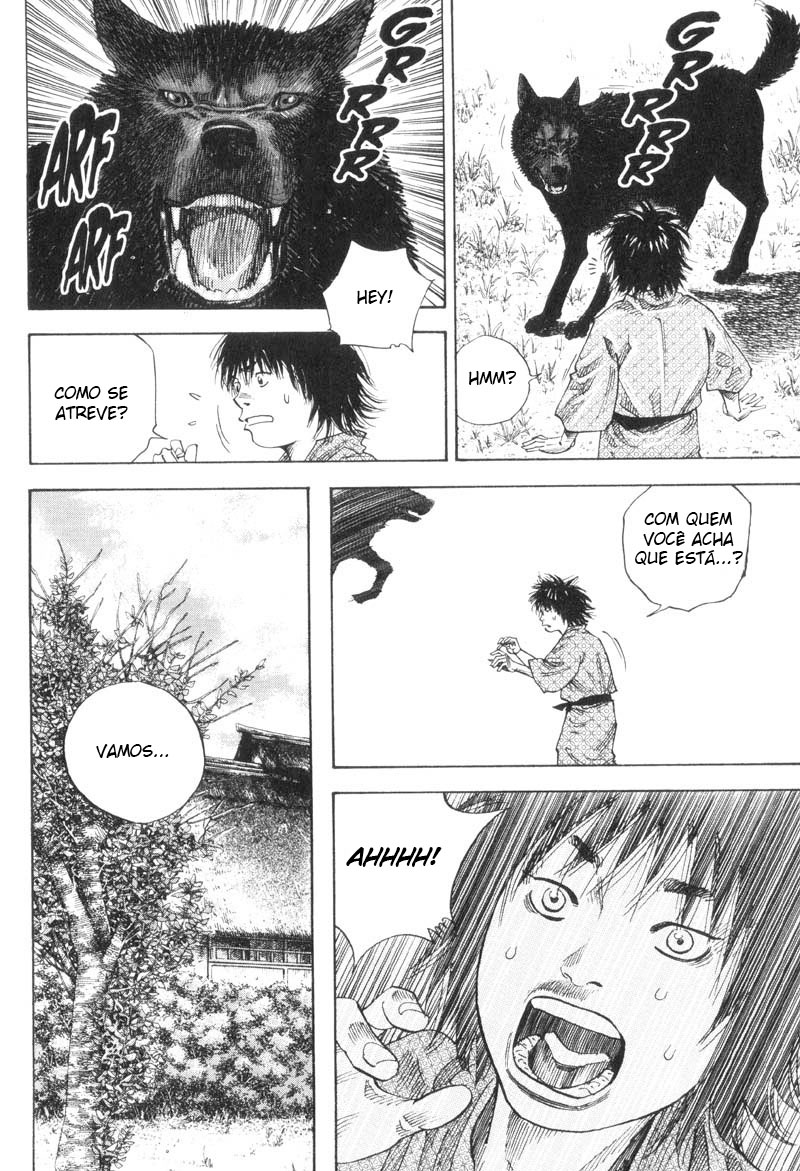 GRRRR
HMM?
GRRRR
ARF
ARF
HEY!
COMO SE
ATREVE?
COM QUEM
VOCÊ ACHA
QUE ESTÁ...?
VAMOS...
AHHHH!